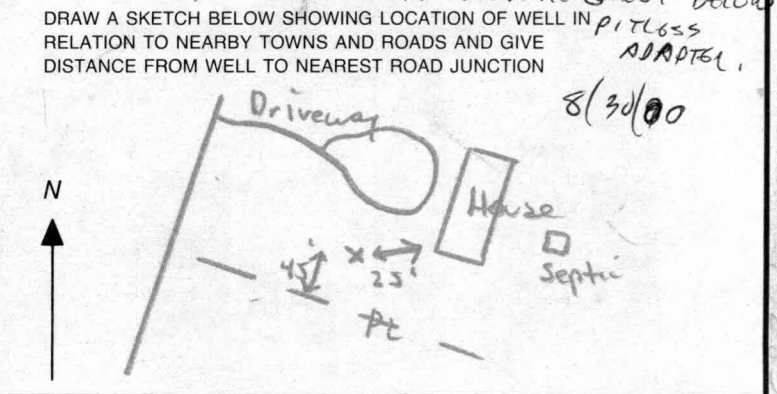 DRAW A SKETCH BELOW SHOWING LOCATION OF WELL IN
RELATION TO NEARBY TOWNS AND ROADS AND GIVE
DISTANCE FROM WELL TO NEAREST ROAD JUNCTION
BELOW
PITLESS
ADAPTER.
8/30/00
Driveway
N
House
Septic
45'
X
25'